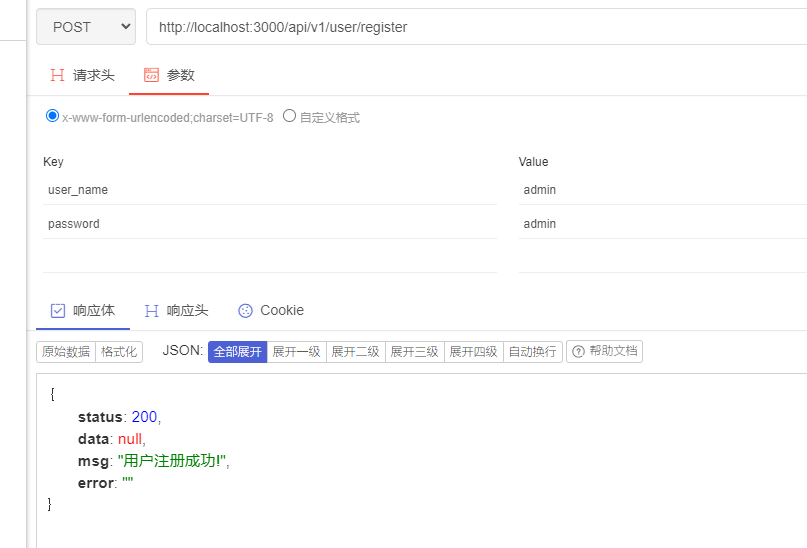 POST http://localhost:3000/api/v1/user/register
请求头 参数
x-www-form-urlencoded;charset=UTF-8 自定义格式
Key Value
user_name admin
password admin
响应体 响应头 Cookie
原始数据 格式化 JSON: 全部展开 展开一级 展开二级 展开三级 展开四级 自动换行 帮助文档
{
status: 200,
data: null,
msg: "用户注册成功!",
error: ""
}